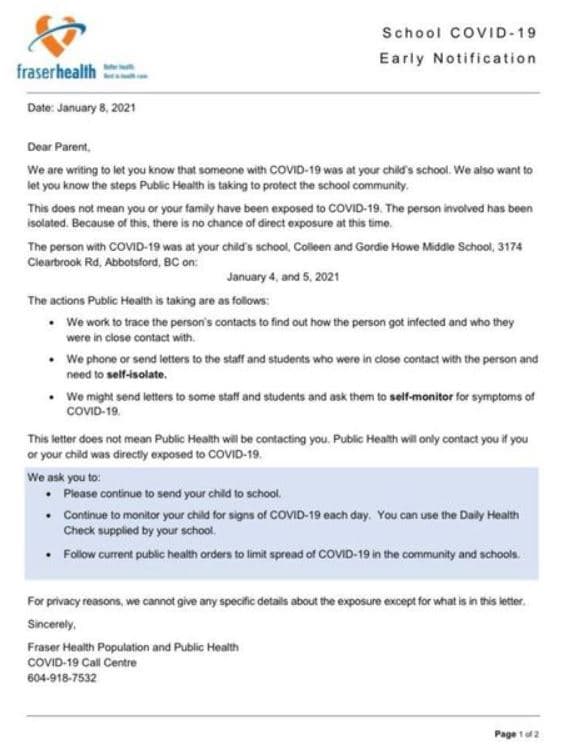 School COVID-19
Early Notification
fraserhealth
Better health.
Best in health care.
Date: January 8, 2021
Dear Parent,
We are writing to let you know that someone with COVID-19 was at your child's school. We also want to
let you know the steps Public Health is taking to protect the school community.
This does not mean you or your family have been exposed to COVID-19. The person involved has been
isolated. Because of this, there is no chance of direct exposure at this time.
The person with COVID-19 was at your child's school, Colleen and Gordie Howe Middle School, 3174
Clearbrook Rd, Abbotsford, BC on:
January 4, and 5, 2021
The actions Public Health is taking are as follows:
• We work to trace the person's contacts to find out how the person got infected and who they
were in close contact with.
• We phone or send letters to the staff and students who were in close contact with the person and
need to self-isolate.
• We might send letters to some staff and students and ask them to self-monitor for symptoms of
COVID-19.
This letter does not mean Public Health will be contacting you. Public Health will only contact you if you
or your child was directly exposed to COVID-19.
We ask you to:
• Please continue to send your child to school.
• Continue to monitor your child for signs of COVID-19 each day. You can use the Daily Health
Check supplied by your school.
• Follow current public health orders to limit spread of COVID-19 in the community and schools.
For privacy reasons, we cannot give any specific details about the exposure except for what is in this letter.
Sincerely,
Fraser Health Population and Public Health
COVID-19 Call Centre
604-918-7532
Page 1 of 2